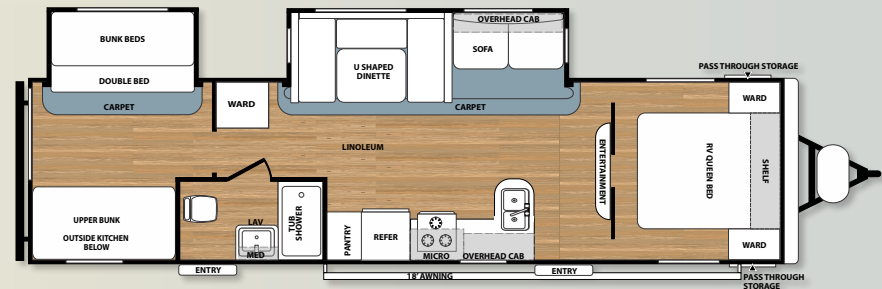 BUNK BEDS
DOUBLE BED
CARPET
WARD
U SHAPED
DINETTE
OVERHEAD CAB
SOFA
CARPET
PASS THROUGH STORAGE
WARD
LINOLEUM
ENTERTAINMENT
RV QUEEN BED
SHELF
UPPER BUNK
OUTSIDE KITCHEN
BELOW
LAV
MED
TUB
SHOWER
PANTRY
REFER
MICRO
OVERHEAD CAB
WARD
ENTRY
18' AWNING
ENTRY
PASS THROUGH
STORAGE